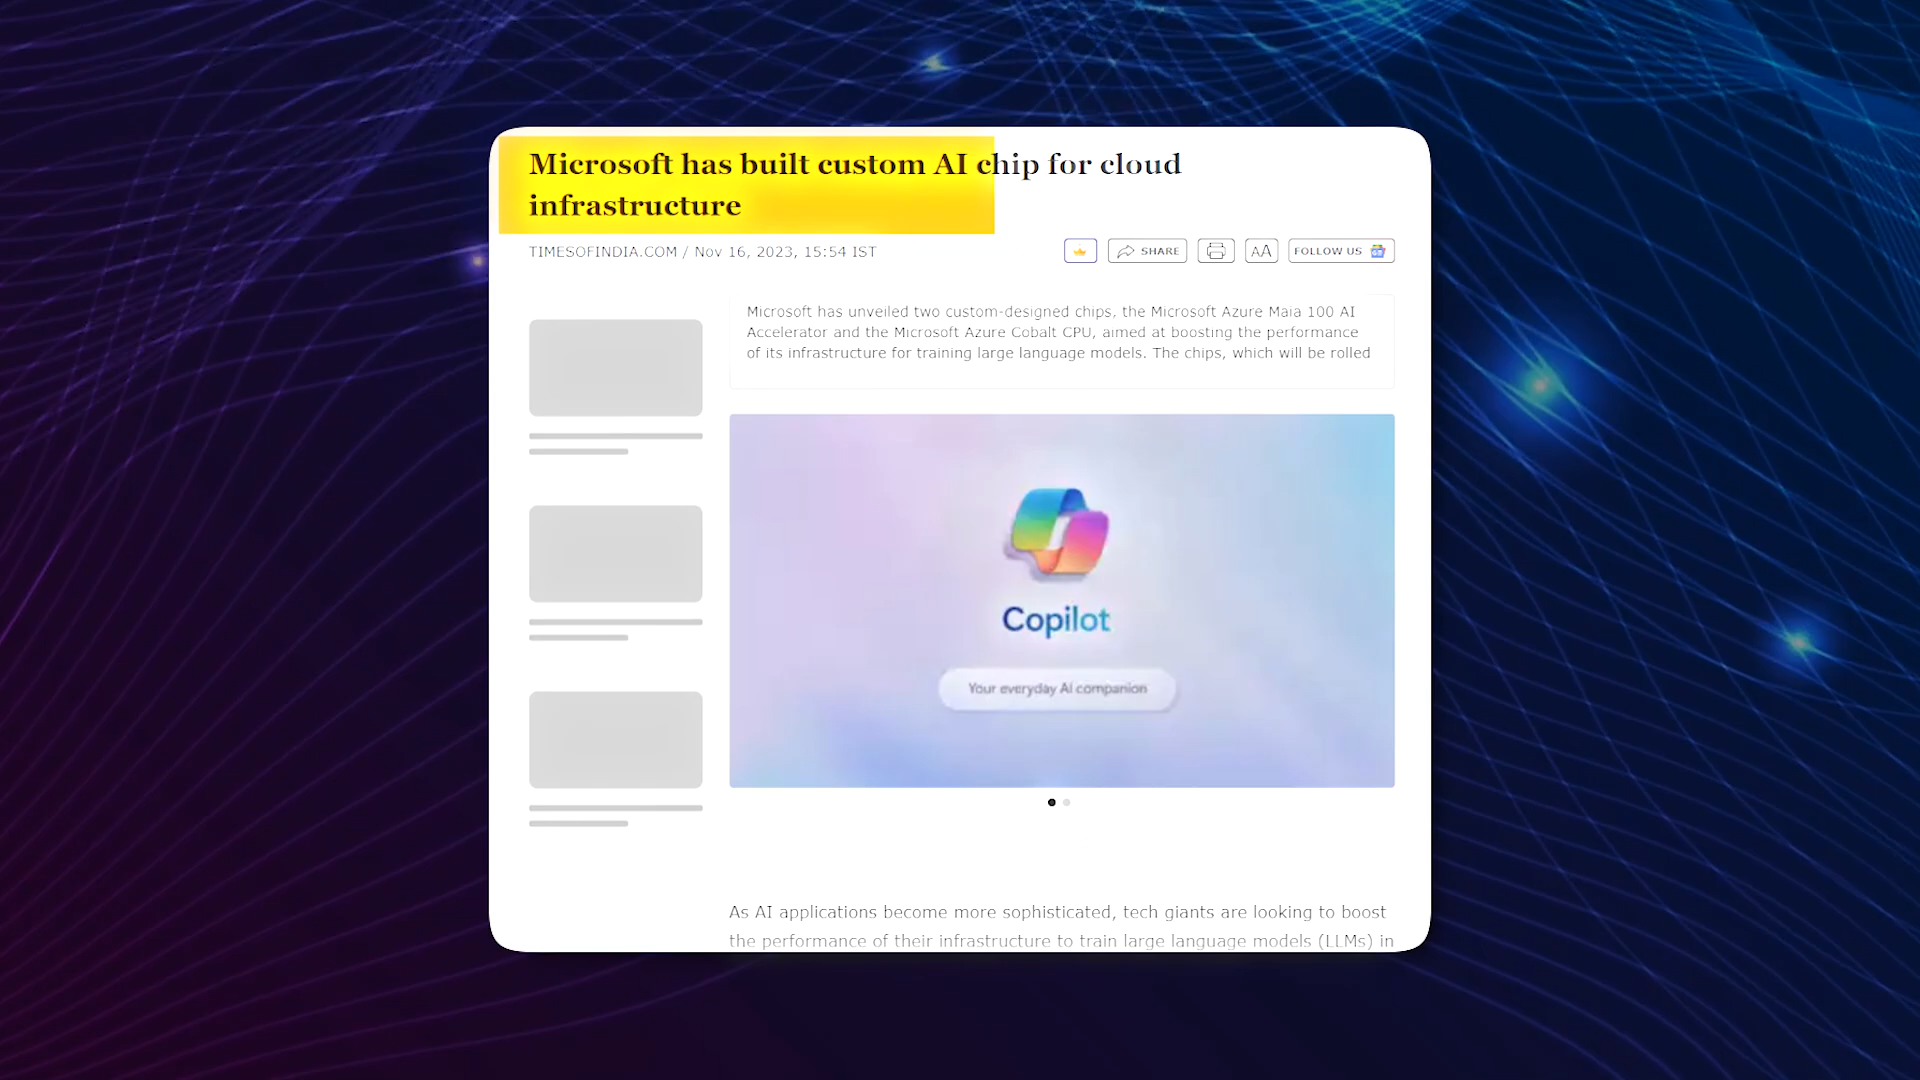 Microsoft has built custom AI chip for cloud
infrastructure
TIMESOFINDIA.COM / Nov 16, 2023, 15:54 IST
SHARE
AA
FOLLOW US
Microsoft has unveiled two custom-designed chips, the Microsoft Azure Maia 100 AI
Accelerator and the Microsoft Azure Cobalt CPU, aimed at boosting the performance
of its infrastructure for training large language models. The chips, which will be rolled
Copilot
Your everyday AI companion
As AI applications become more sophisticated, tech giants are looking to boost
the performance of their infrastructure to train large language models (LLMs) in